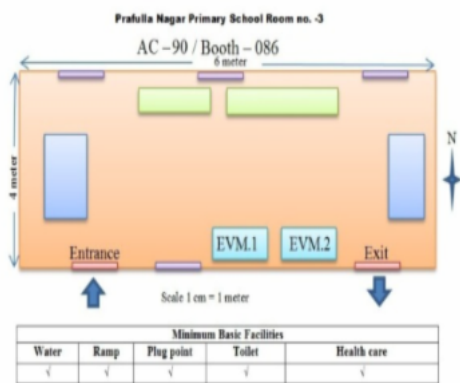 Prafulla Nagar Primary School Room no. -3
AC –90 / Booth – 086
6 meter
4 meter
N
EVM.1 EVM.2
Entrance Exit
Scale 1 cm = 1 meter
Minimum Basic Facilities
Water Ramp Plug point Toilet Health care
√ √ √ √ √